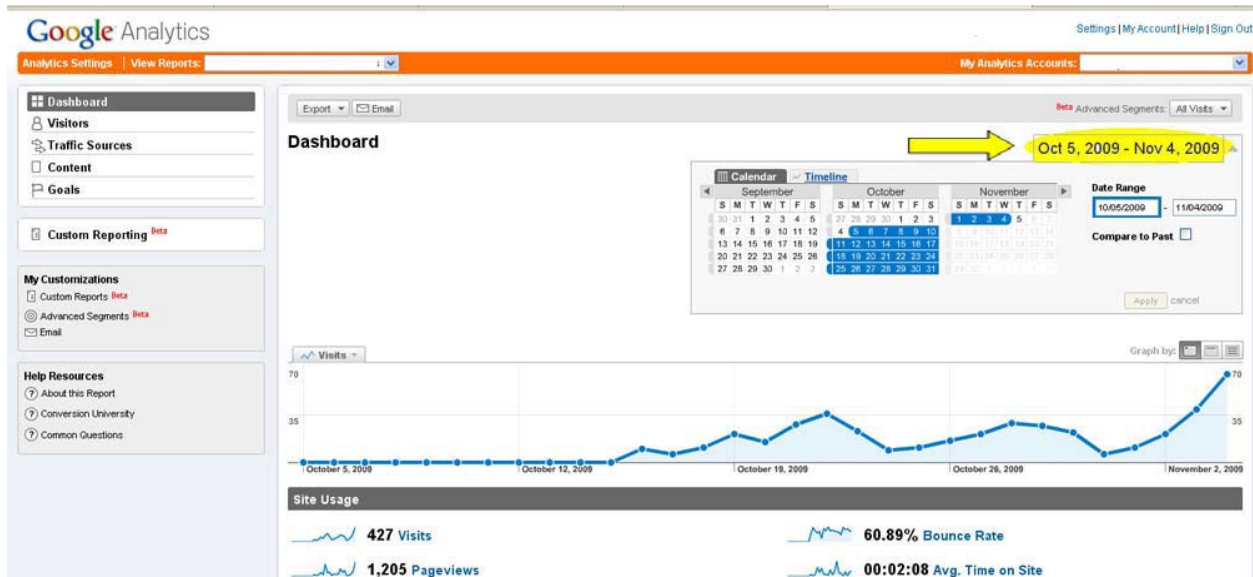 Google Analytics
Settings | My Account | Help | Sign Out
Analytics Settings | View Reports:
My Analytics Accounts:
Dashboard
Visitors
Traffic Sources
Content
Goals
Custom Reporting Beta
My Customizations
Custom Reports Beta
Advanced Segments Beta
Email
Help Resources
About this Report
Conversion University
Common Questions
Export Email
Beta Advanced Segments: All Visits
Dashboard
Oct 5, 2009 - Nov 4, 2009
Calendar Timeline
September October November
S M T W T F S S M T W T F S S M T W T F S
30 31 1 2 3 4 5 27 28 29 30 1 2 3 1 2 3 4 5 6 7
6 7 8 9 10 11 12 4 5 6 7 8 9 10
13 14 15 16 17 18 19 11 12 13 14 15 16 17
20 21 22 23 24 25 26 18 19 20 21 22 23 24
27 28 29 30 1 2 3 25 26 27 28 29 30 31
Date Range
10/05/2009 - 11/04/2009
Compare to Past
Apply cancel
Visits
Graph by:
70 70
35 35
October 5, 2009 October 12, 2009 October 19, 2009 October 26, 2009 November 2, 2009
Site Usage
427 Visits
60.89% Bounce Rate
1,205 Pageviews
00:02:08 Avg. Time on Site